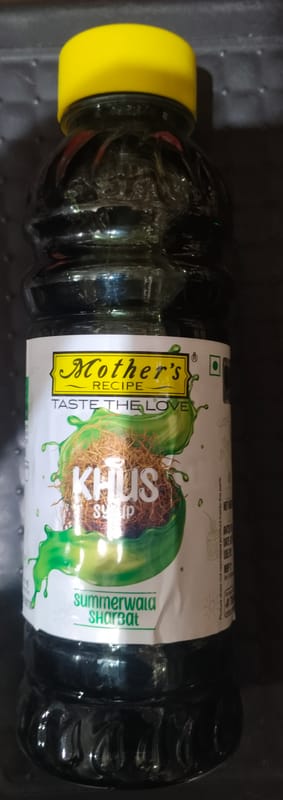 Mother's
RECIPE
®
TASTE THE LOVE
KHUS
Syrup
summerwala
SHARBAT